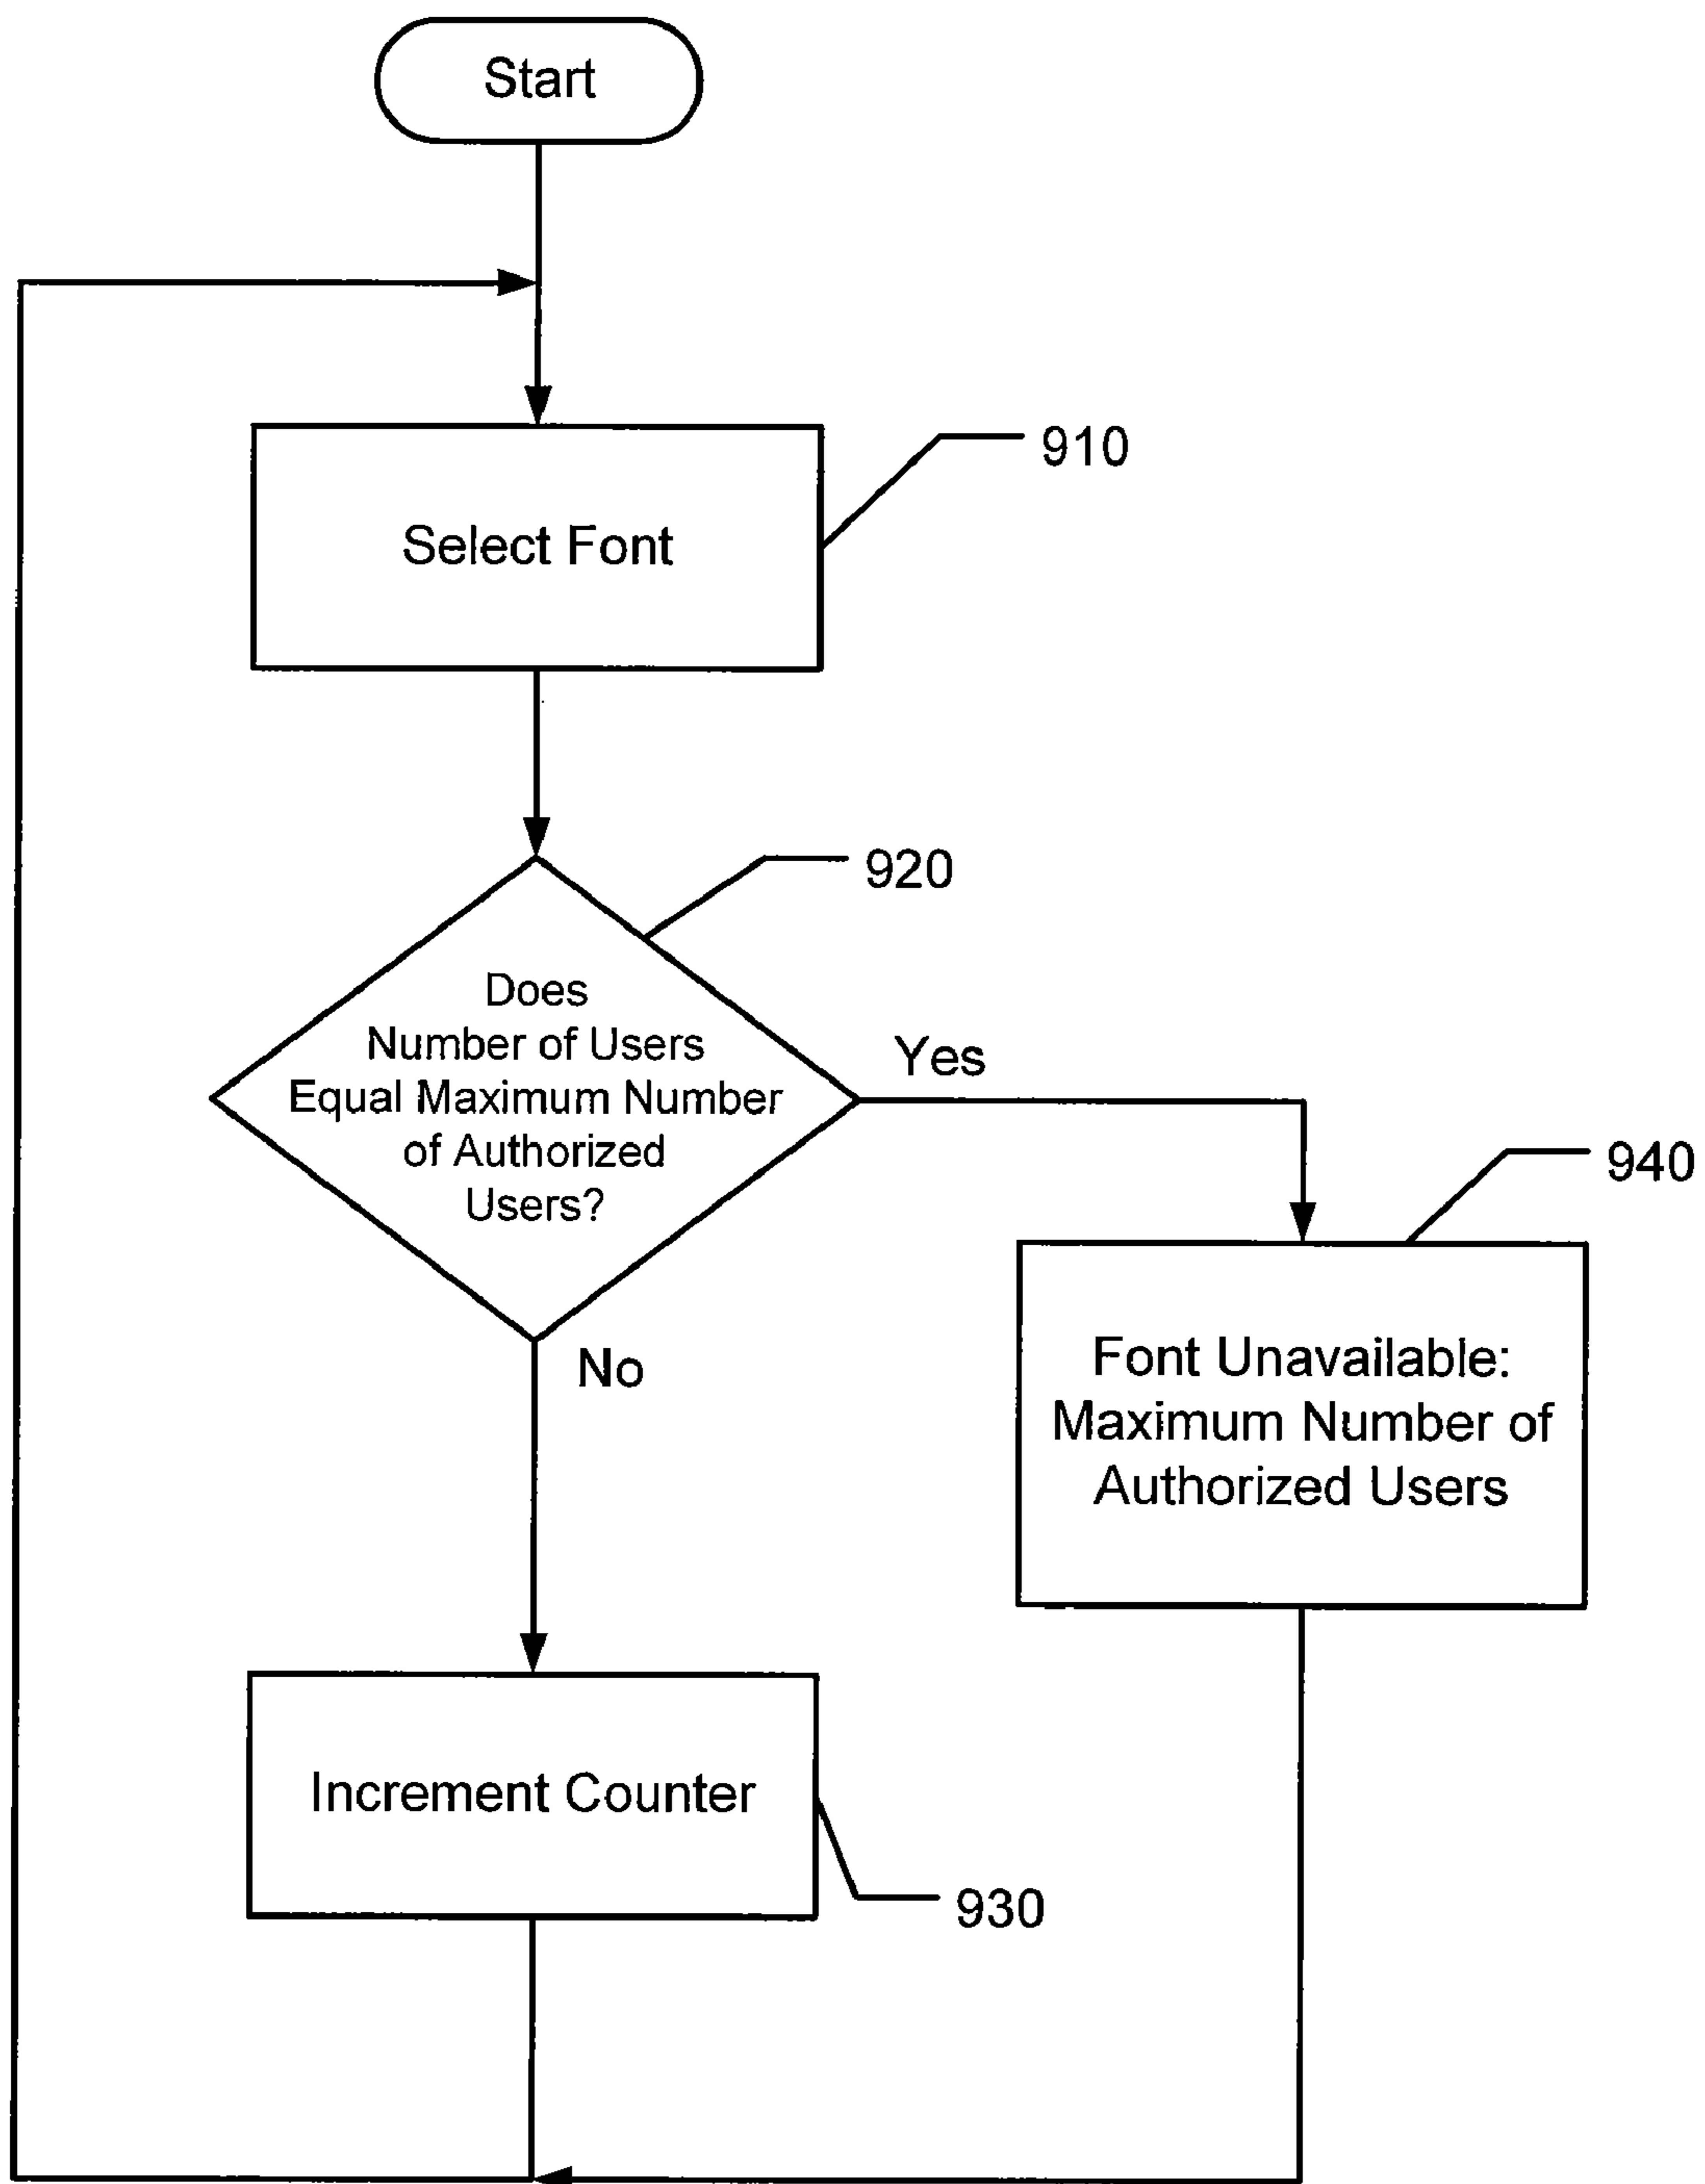 Start
910
Select Font
920
Does
Number of Users
Equal Maximum Number
of Authorized
Users?
Yes
940
No
Font Unavailable:
Maximum Number of
Authorized Users
Increment Counter
930